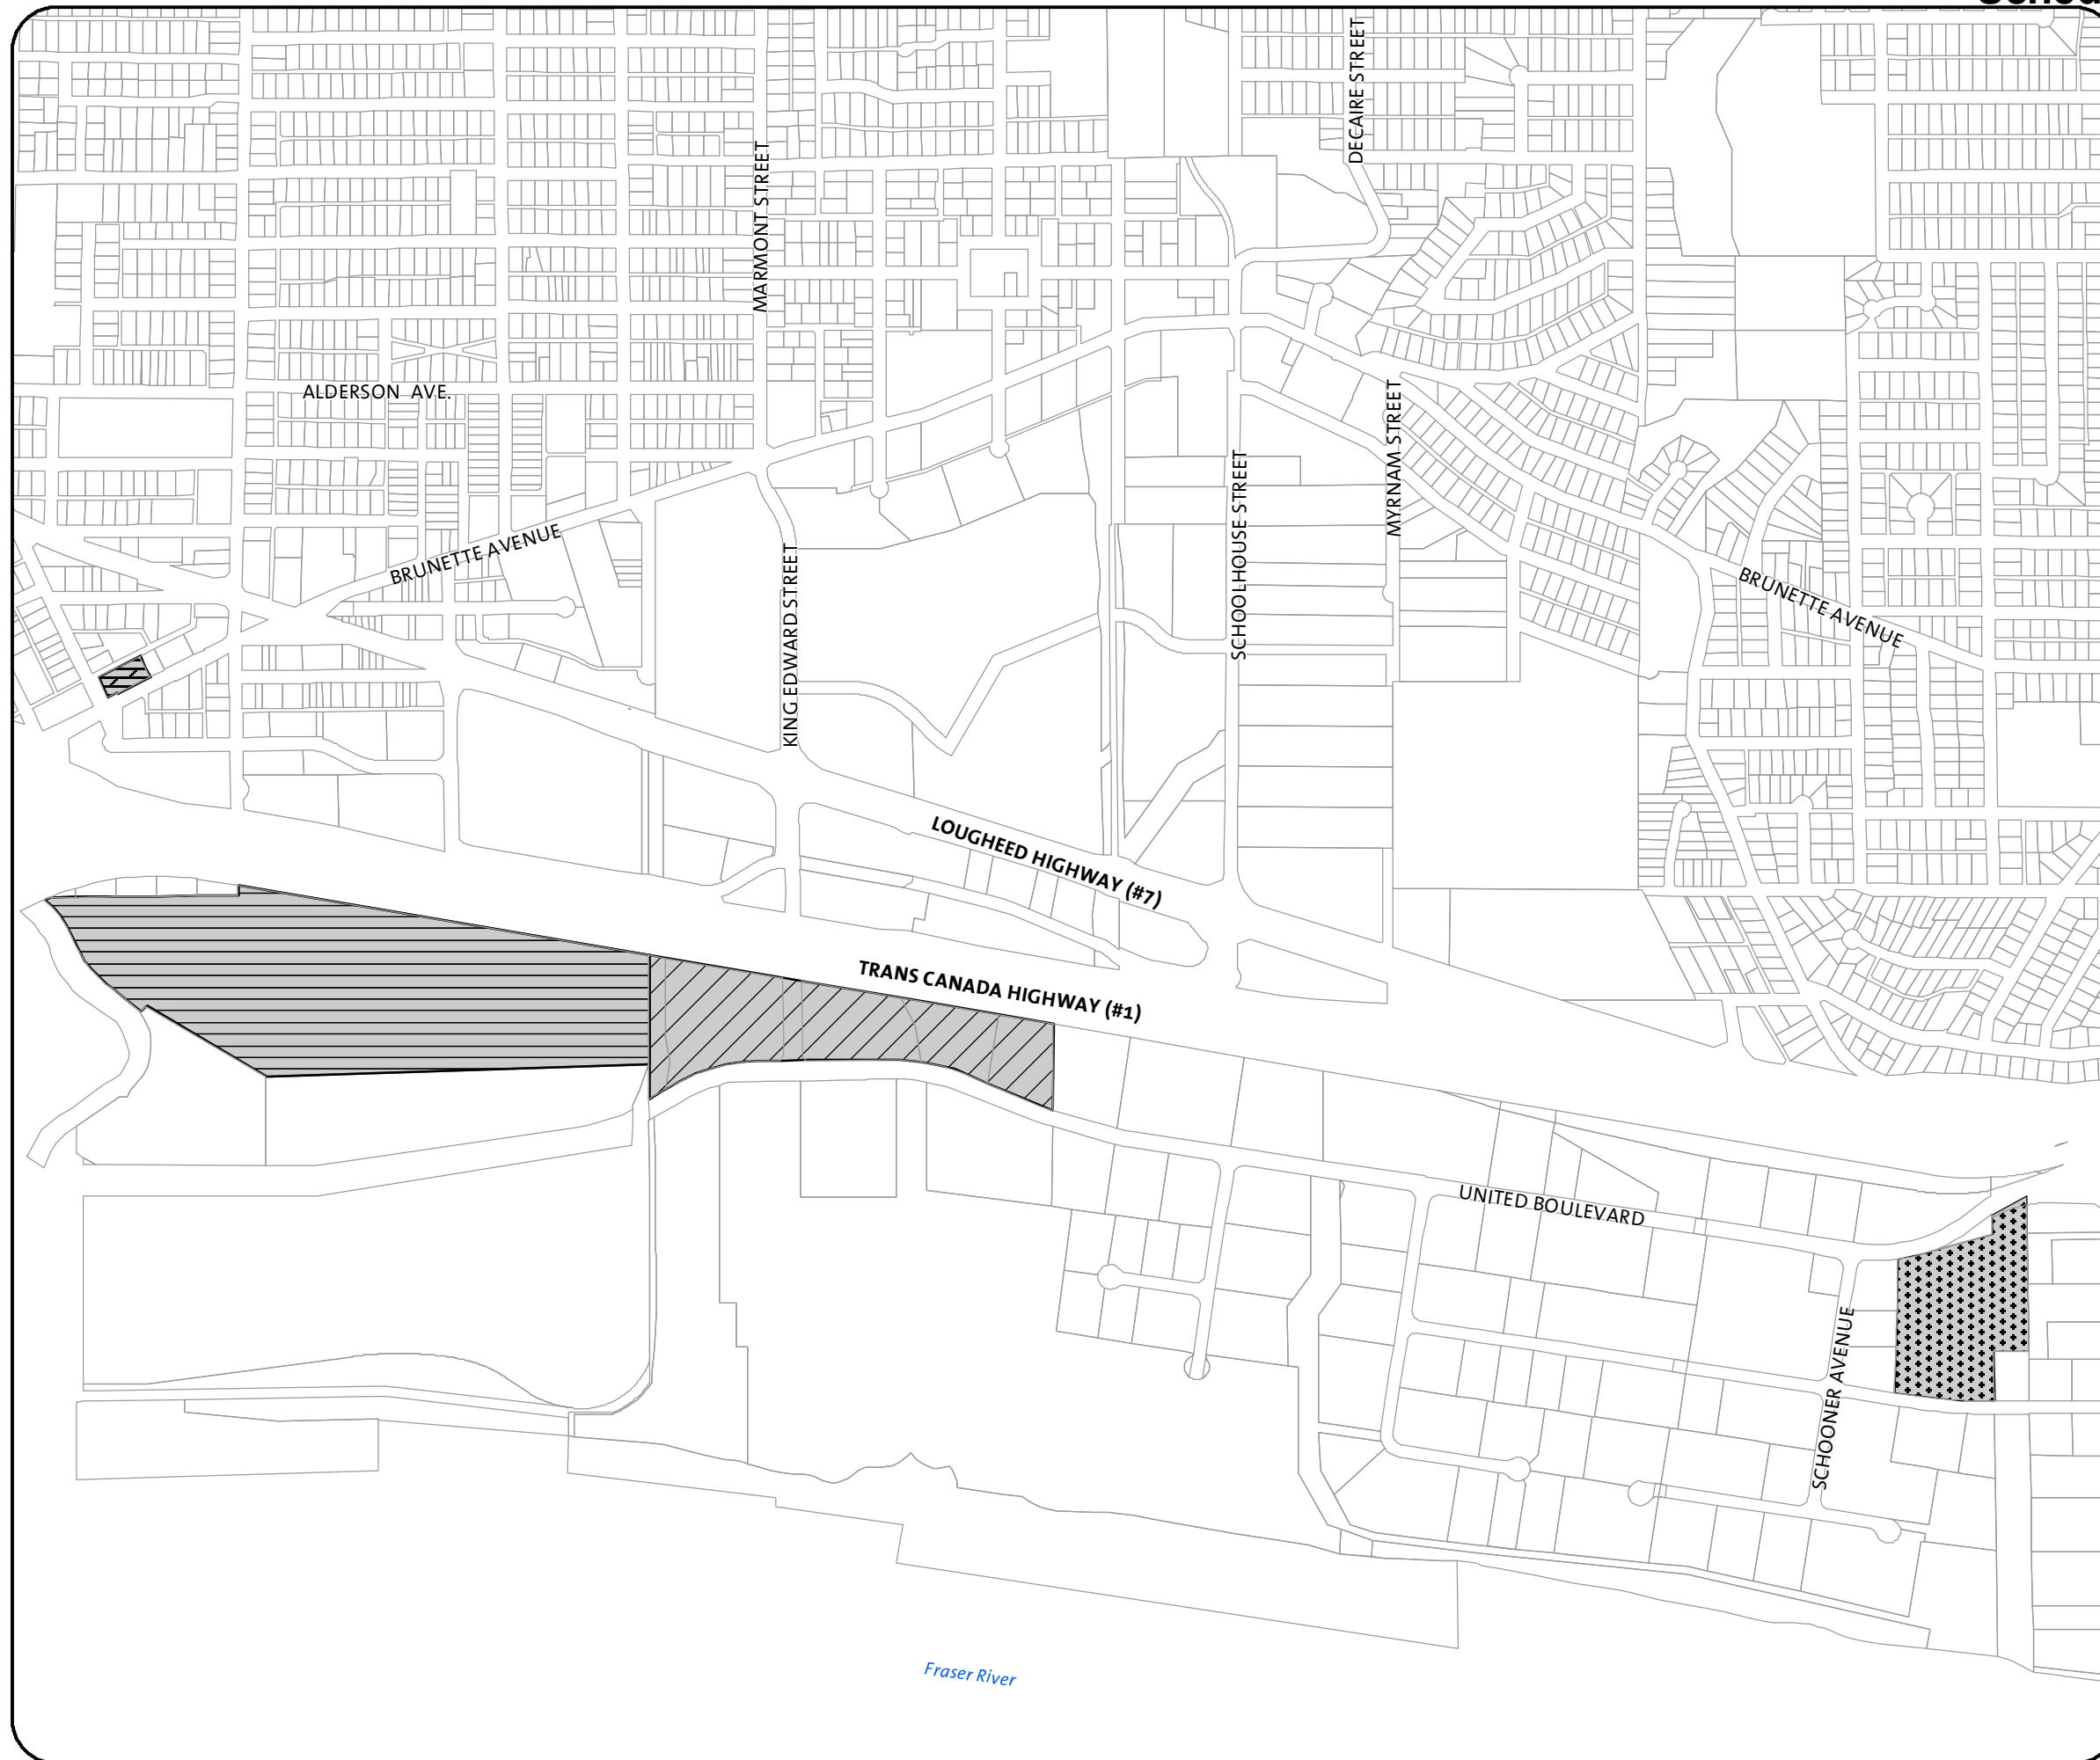 DECAIRE STREET
MARMONT STREET
ALDERSON AVE.
MYRNAM STREET
SCHOOLHOUSE STREET
BRUNETTE AVENUE
KING EDWARD STREET
BRUNETTE AVENUE
LOUGHEED HIGHWAY (#7)
TRANS CANADA HIGHWAY (#1)
UNITED BOULEVARD
SCHOONER AVENUE
Fraser River